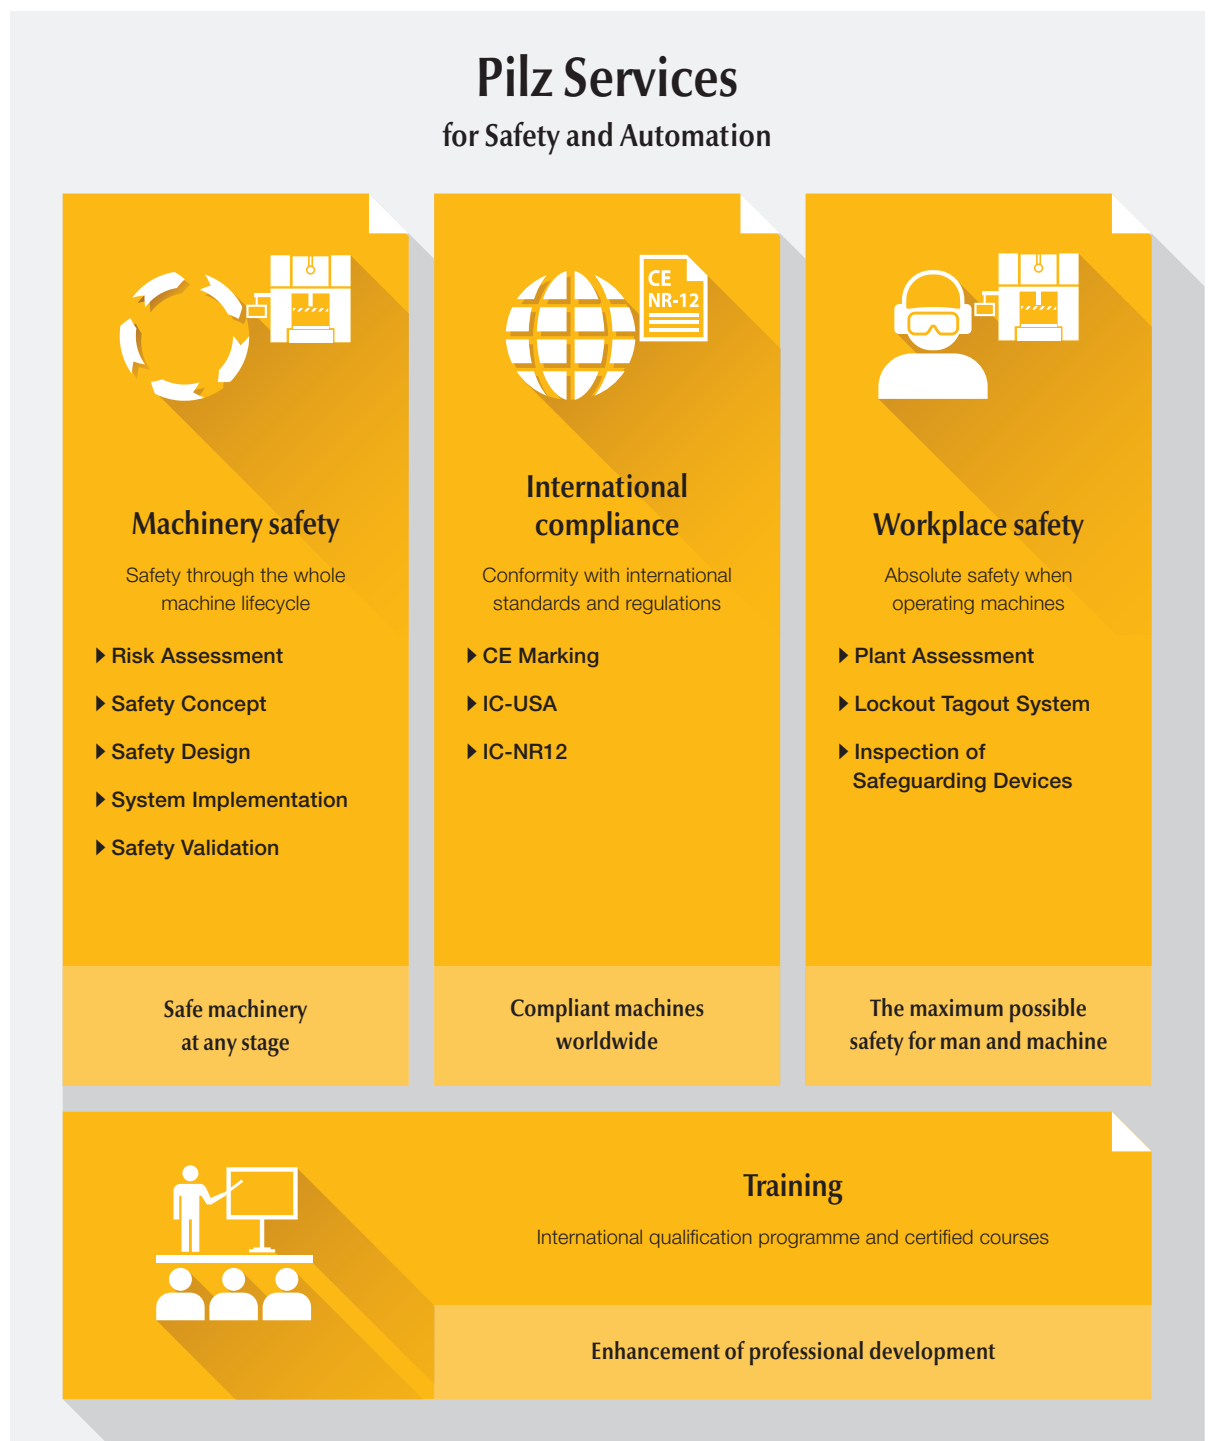 Pilz Services
for Safety and Automation
Machinery safety
Safety through the whole
machine lifecycle
Risk Assessment
Safety Concept
Safety Design
System Implementation
Safety Validation
Safe machinery
at any stage
CE
NR-12
International
compliance
Conformity with international
standards and regulations
CE Marking
IC-USA
IC-NR12
Compliant machines
worldwide
Workplace safety
Absolute safety when
operating machines
Plant Assessment
Lockout Tagout System
Inspection of
Safeguarding Devices
The maximum possible
safety for man and machine
Training
International qualification programme and certified courses
Enhancement of professional development